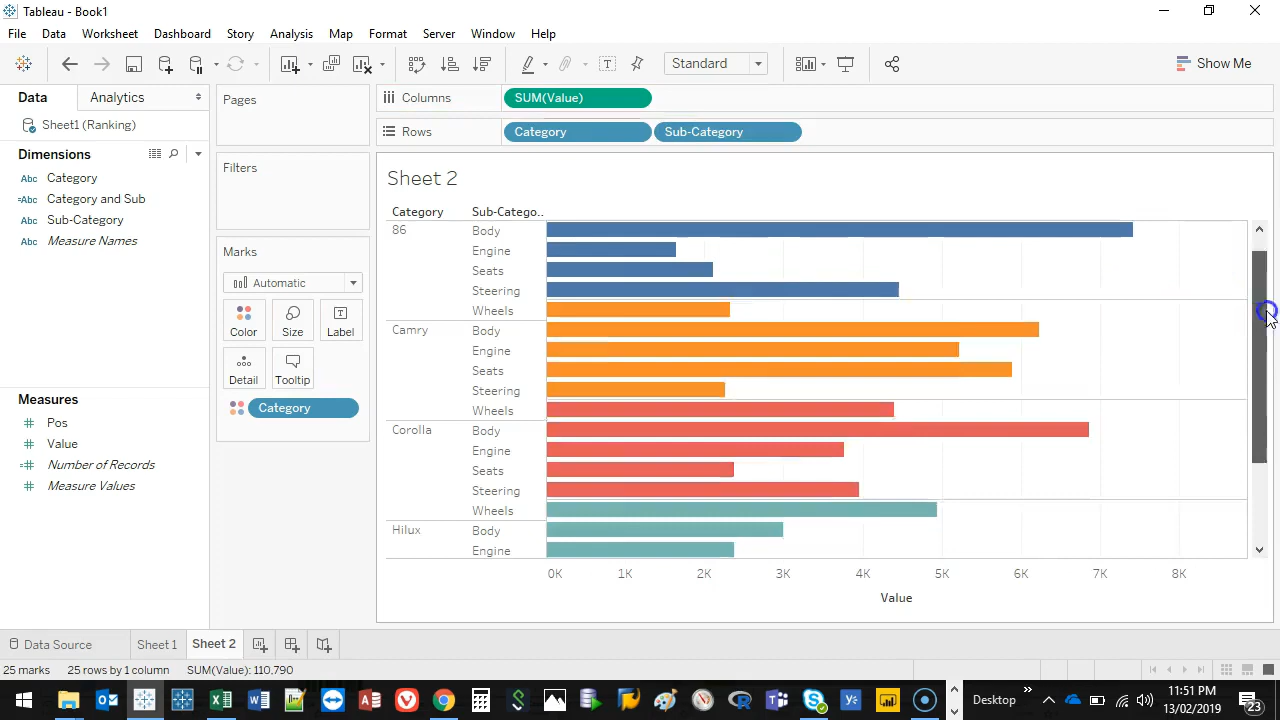 Tableau - Book1
File Data Worksheet Dashboard Story Analysis Map Format Server Window Help
Standard
Show Me
Data Analytics
Sheet1 (Ranking)
Dimensions
Abc Category
=Abc Category and Sub
Abc Sub-Category
Abc Measure Names
Measures
# Pos
# Value
=# Number of Records
# Measure Values
Pages
Filters
Marks
Automatic
Color Size Label
Detail Tooltip
Category
Columns SUM(Value)
Rows Category Sub-Category
Sheet 2
Category Sub-Catego..
86 Body
Engine
Seats
Steering
Wheels
Camry Body
Engine
Seats
Steering
Wheels
Corolla Body
Engine
Seats
Steering
Wheels
Hilux Body
Engine
0K 1K 2K 3K 4K 5K 6K 7K 8K
Value
Data Source Sheet 1 Sheet 2
25 marks 25 rows by 1 column SUM(Value): 110.790
Desktop
11:51 PM
13/02/2019
23